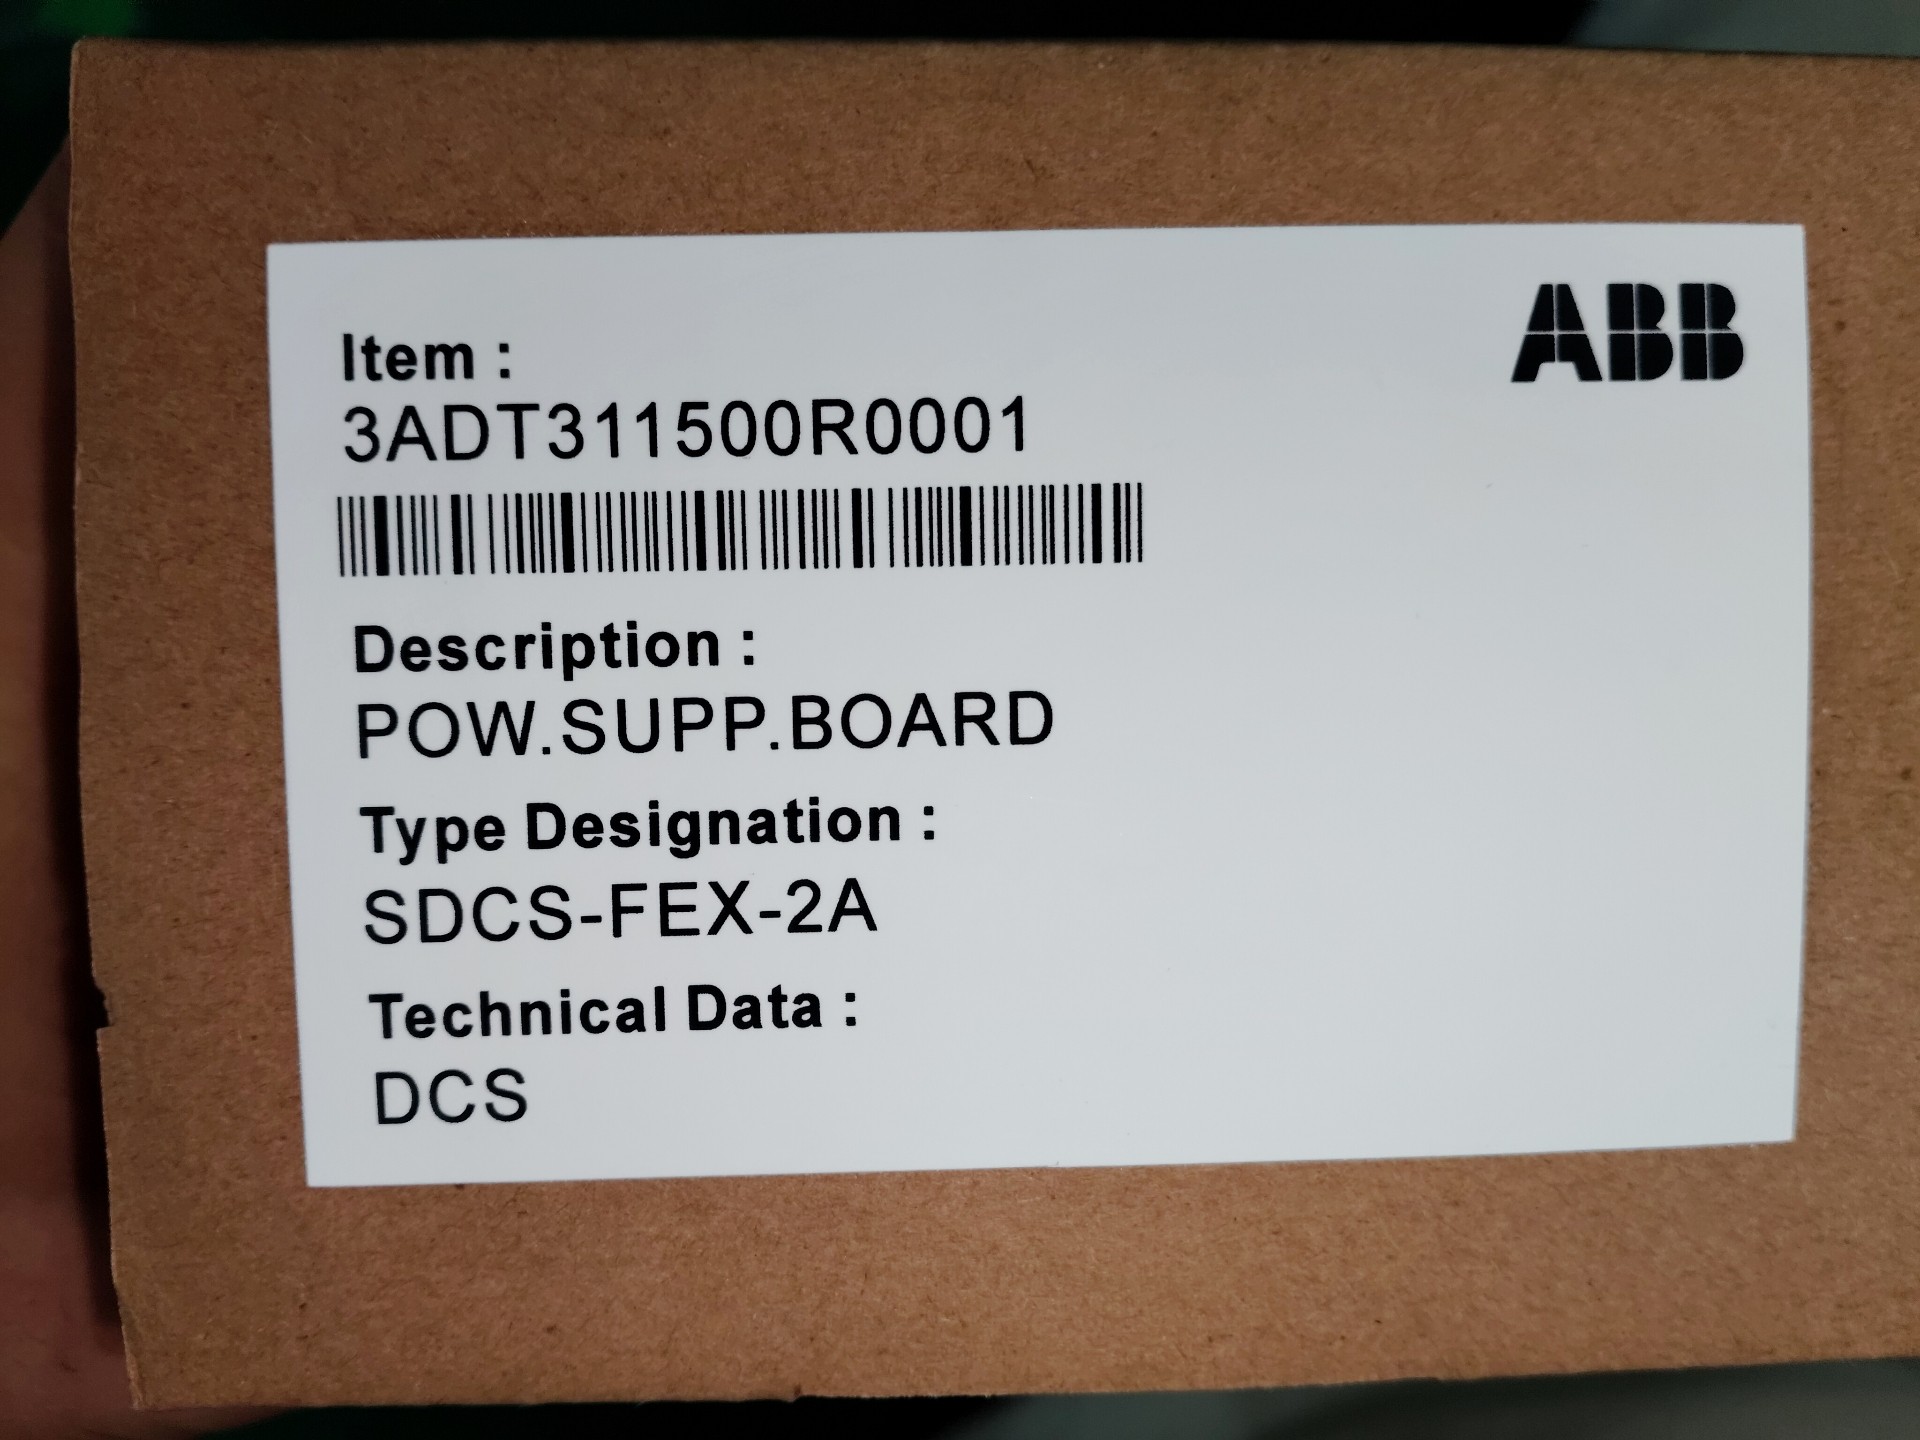 ABB
Item :
3ADT311500R0001
Description :
POW.SUPP.BOARD
Type Designation :
SDCS-FEX-2A
Technical Data :
DCS